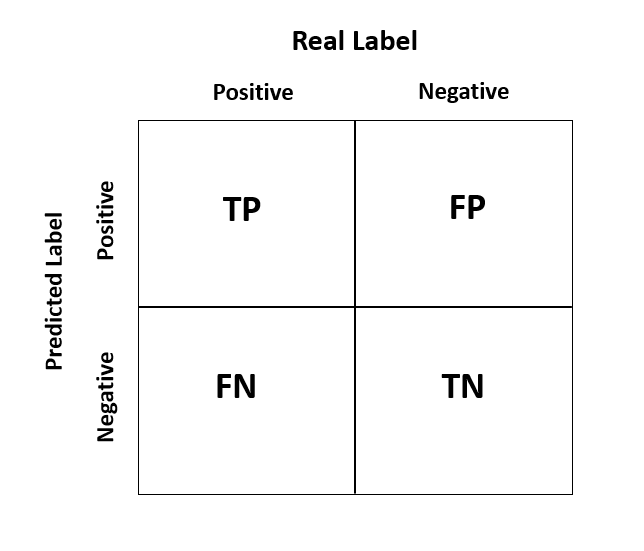 Real Label
Positive Negative
Predicted Label
Positive
TP FP
Negative
FN TN